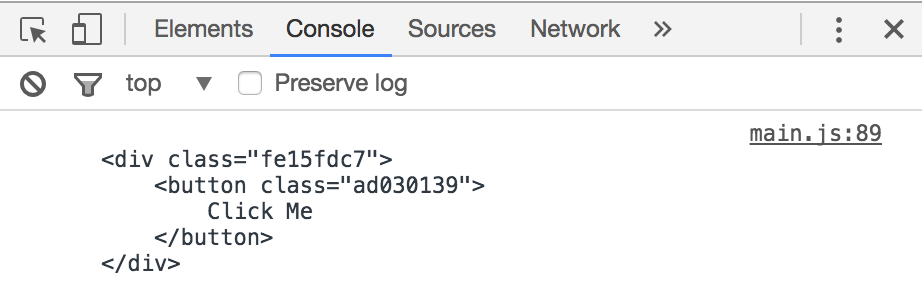 Elements Console Sources Network »
top ▼ Preserve log
main.js:89
<div class="fe15fdc7">
<button class="ad030139">
Click Me
</button>
</div>